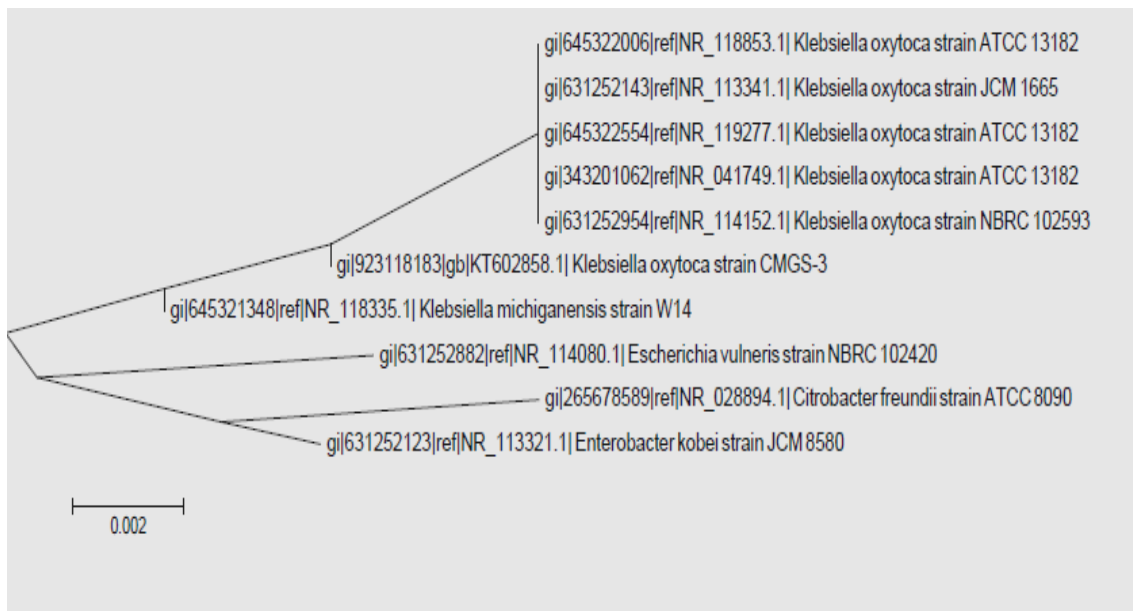 gi|645322006|ref|NR_118853.1| Klebsiella oxytoca strain ATCC 13182
gi|631252143|ref|NR_113341.1| Klebsiella oxytoca strain JCM 1665
gi|645322554|ref|NR_119277.1| Klebsiella oxytoca strain ATCC 13182
gi|343201062|ref|NR_041749.1| Klebsiella oxytoca strain ATCC 13182
gi|631252954|ref|NR_114152.1| Klebsiella oxytoca strain NBRC 102593
gi|923118183|gb|KT602858.1| Klebsiella oxytoca strain CMGS-3
gi|645321348|ref|NR_118335.1| Klebsiella michiganensis strain W14
gi|631252882|ref|NR_114080.1| Escherichia vulneris strain NBRC 102420
gi|265678589|ref|NR_028894.1| Citrobacter freundii strain ATCC 8090
gi|631252123|ref|NR_113321.1| Enterobacter kobei strain JCM 8580
0.002